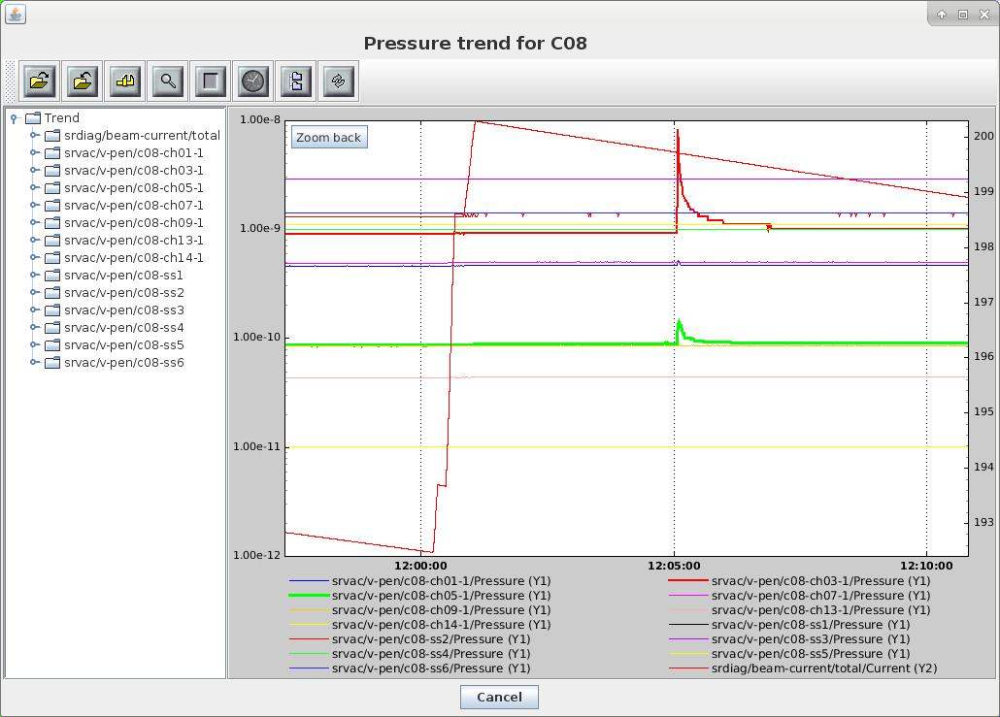 Pressure trend for C08
Trend
srdiag/beam-current/total
srvac/v-pen/c08-ch01-1
srvac/v-pen/c08-ch03-1
srvac/v-pen/c08-ch05-1
srvac/v-pen/c08-ch07-1
srvac/v-pen/c08-ch09-1
srvac/v-pen/c08-ch13-1
srvac/v-pen/c08-ch14-1
srvac/v-pen/c08-ss1
srvac/v-pen/c08-ss2
srvac/v-pen/c08-ss3
srvac/v-pen/c08-ss4
srvac/v-pen/c08-ss5
srvac/v-pen/c08-ss6
Zoom back
1.00e-8
1.00e-9
1.00e-10
1.00e-11
1.00e-12
200
199
198
197
196
195
194
193
12:00:00 12:05:00 12:10:00
srvac/v-pen/c08-ch01-1/Pressure (Y1) srvac/v-pen/c08-ch03-1/Pressure (Y1)
srvac/v-pen/c08-ch05-1/Pressure (Y1) srvac/v-pen/c08-ch07-1/Pressure (Y1)
srvac/v-pen/c08-ch09-1/Pressure (Y1) srvac/v-pen/c08-ch13-1/Pressure (Y1)
srvac/v-pen/c08-ch14-1/Pressure (Y1) srvac/v-pen/c08-ss1/Pressure (Y1)
srvac/v-pen/c08-ss2/Pressure (Y1) srvac/v-pen/c08-ss3/Pressure (Y1)
srvac/v-pen/c08-ss4/Pressure (Y1) srvac/v-pen/c08-ss5/Pressure (Y1)
srvac/v-pen/c08-ss6/Pressure (Y1) srdiag/beam-current/total/Current (Y2)
Cancel